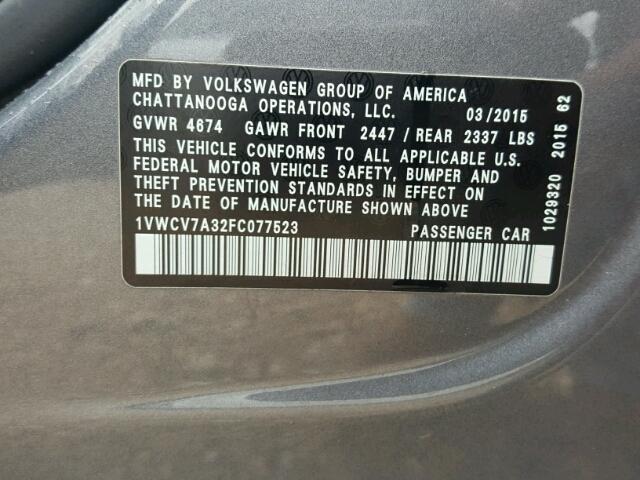 MFD BY VOLKSWAGEN GROUP OF AMERICA
CHATTANOOGA OPERATIONS, LLC. 03/2015
GVWR 4674 GAWR FRONT 2447 / REAR 2337 LBS
THIS VEHICLE CONFORMS TO ALL APPLICABLE U.S.
FEDERAL MOTOR VEHICLE SAFETY, BUMPER AND
THEFT PREVENTION STANDARDS IN EFFECT ON
THE DATE OF MANUFACTURE SHOWN ABOVE
1VWCV7A32FC077523 PASSENGER CAR
1029320 2015 62